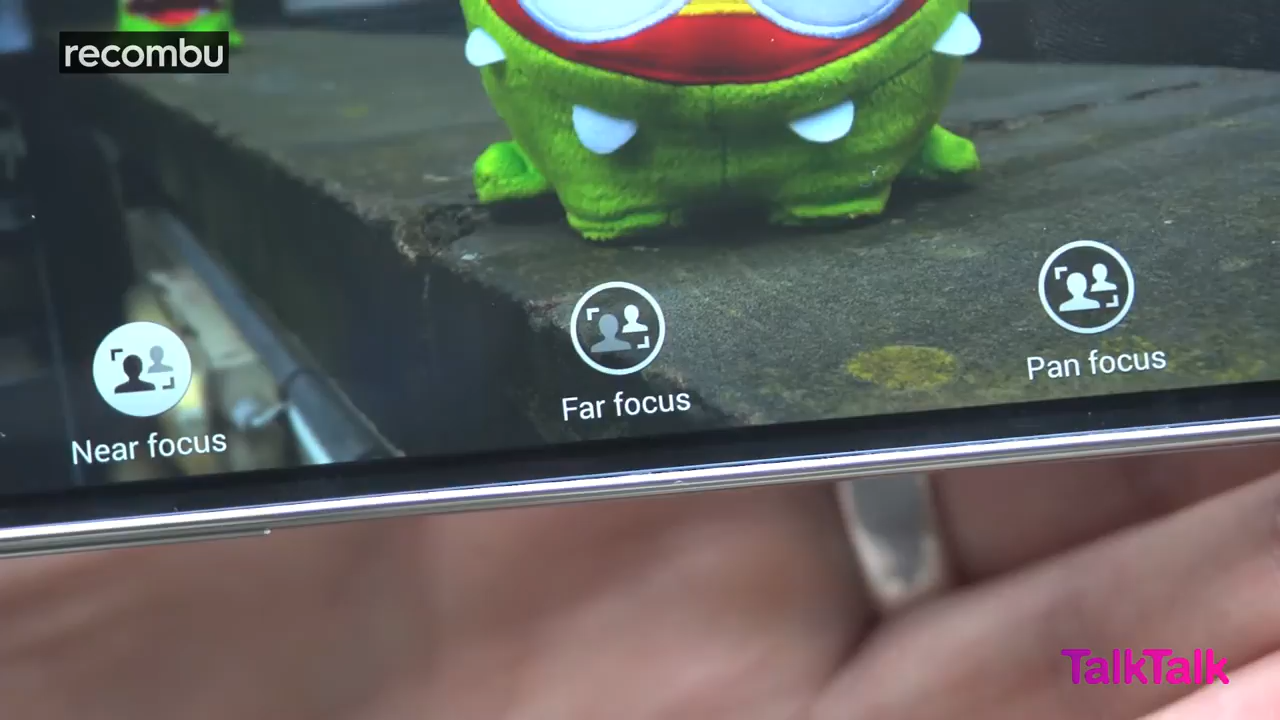 recombu
Near focus
Far focus
Pan focus
TalkTalk